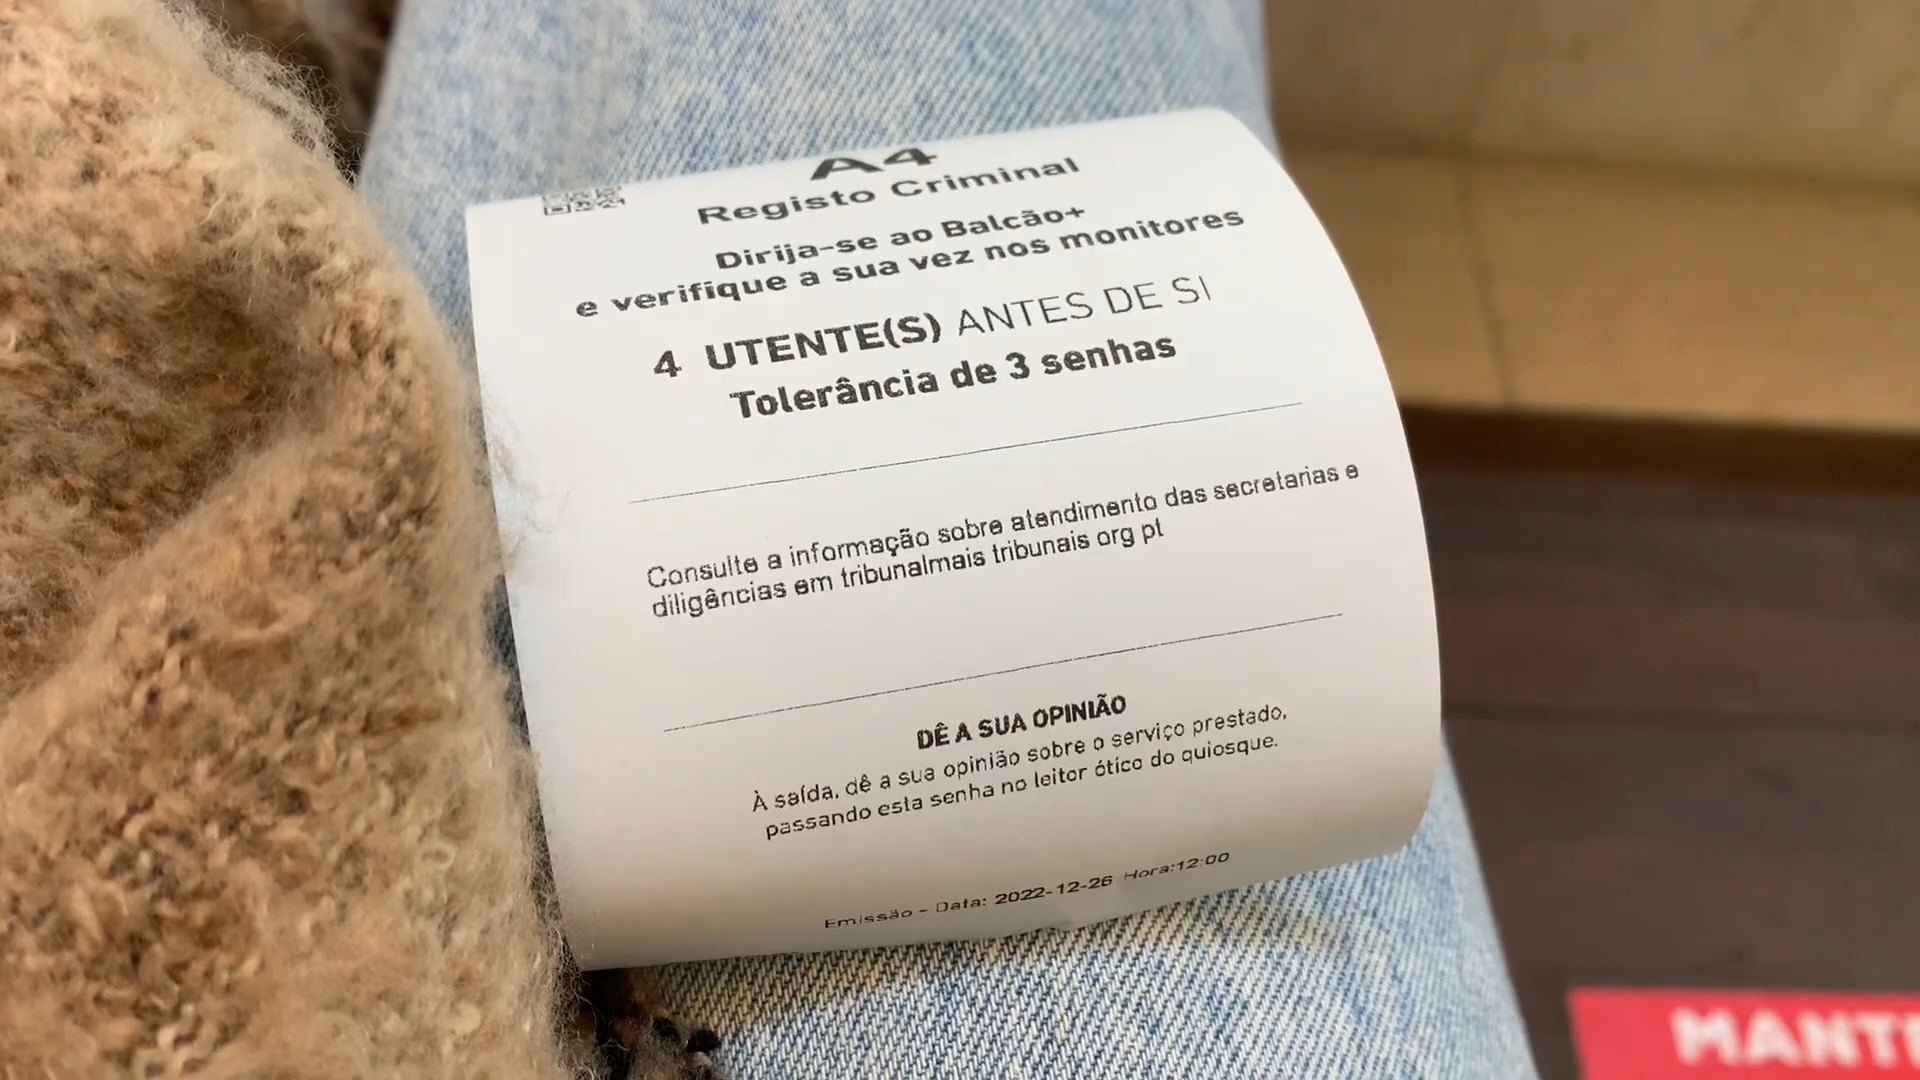 A4
Registo Criminal
Dirija-se ao Balcão+
e verifique a sua vez nos monitores
4 UTENTE(S) ANTES DE SI
Tolerância de 3 senhas
Consulte a informação sobre atendimento das secretarias e
diligências em tribunalmais tribunais org pt
DÊ A SUA OPINIÃO
À saída, dê a sua opinião sobre o serviço prestado,
passando esta senha no leitor ótico do quiosque.
Emissão - Data: 2022-12-26 Hora:12:00